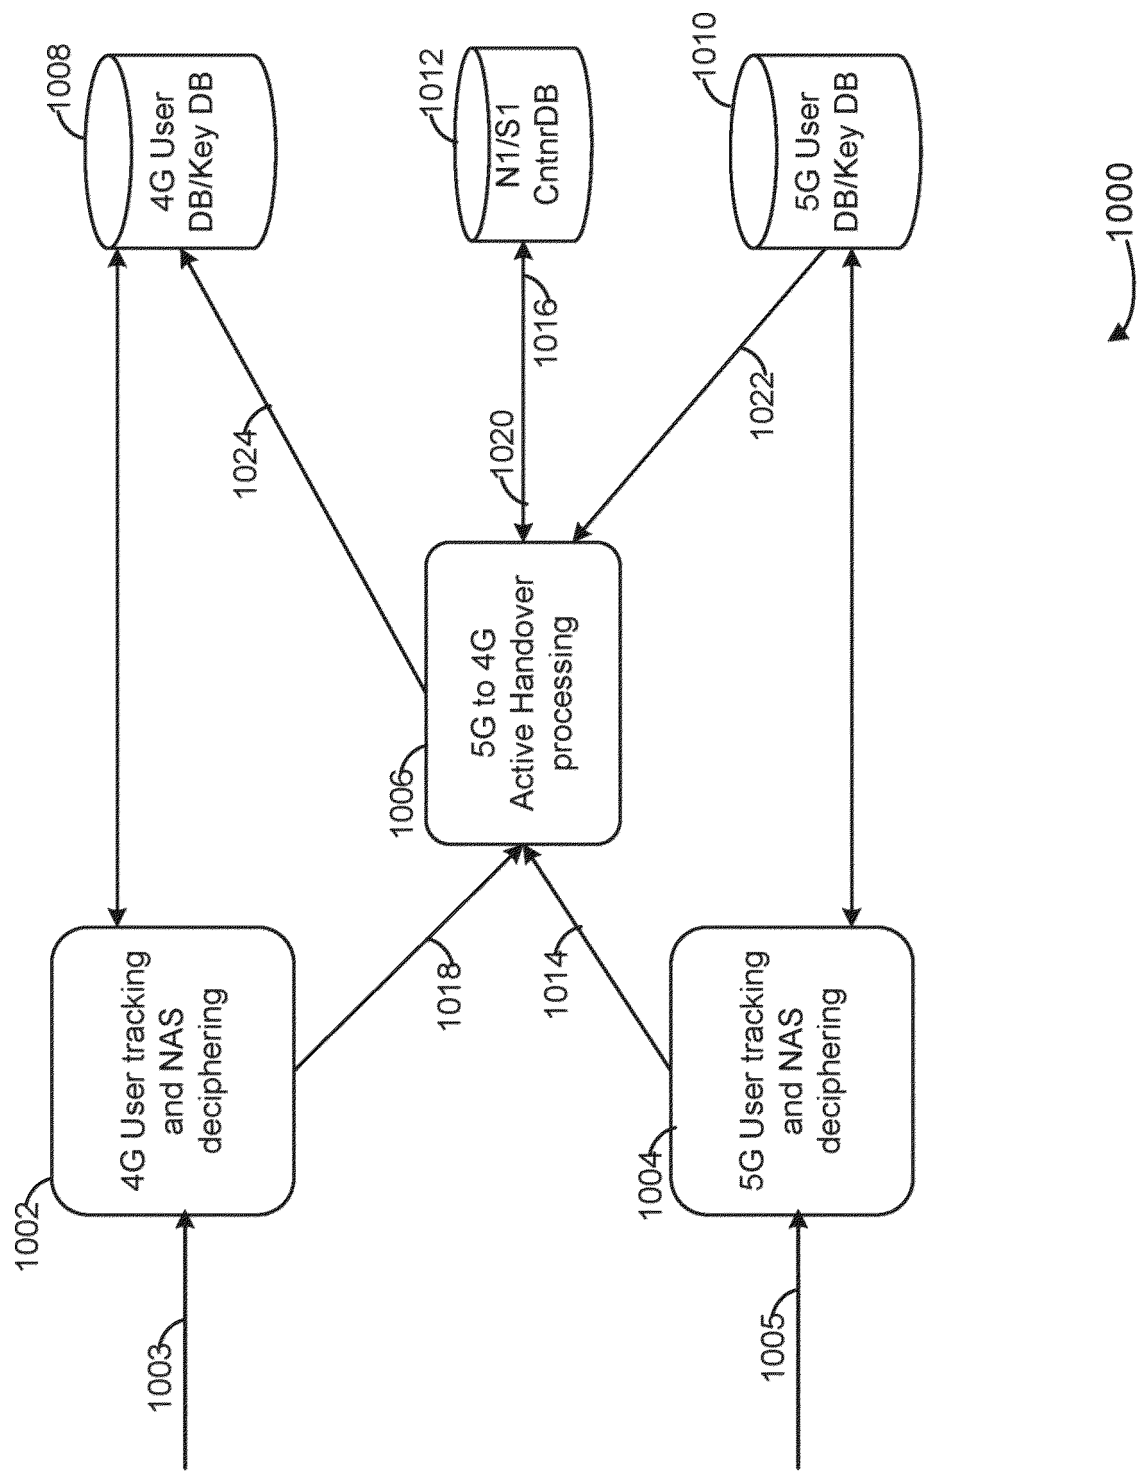 1008
4G User
DB/Key DB
1012
N1/S1
CntnrDB
1010
5G User
DB/Key DB
1000
1024
1020
1016
1022
1006
5G to 4G
Active Handover
processing
1018
1014
1002
4G User tracking
and NAS
deciphering
1004
5G User tracking
and NAS
deciphering
1003
1005